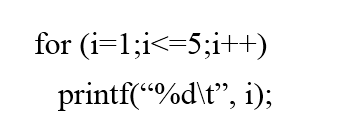 for (i=1;i<=5;i++)
printf(“%d\t”, i);